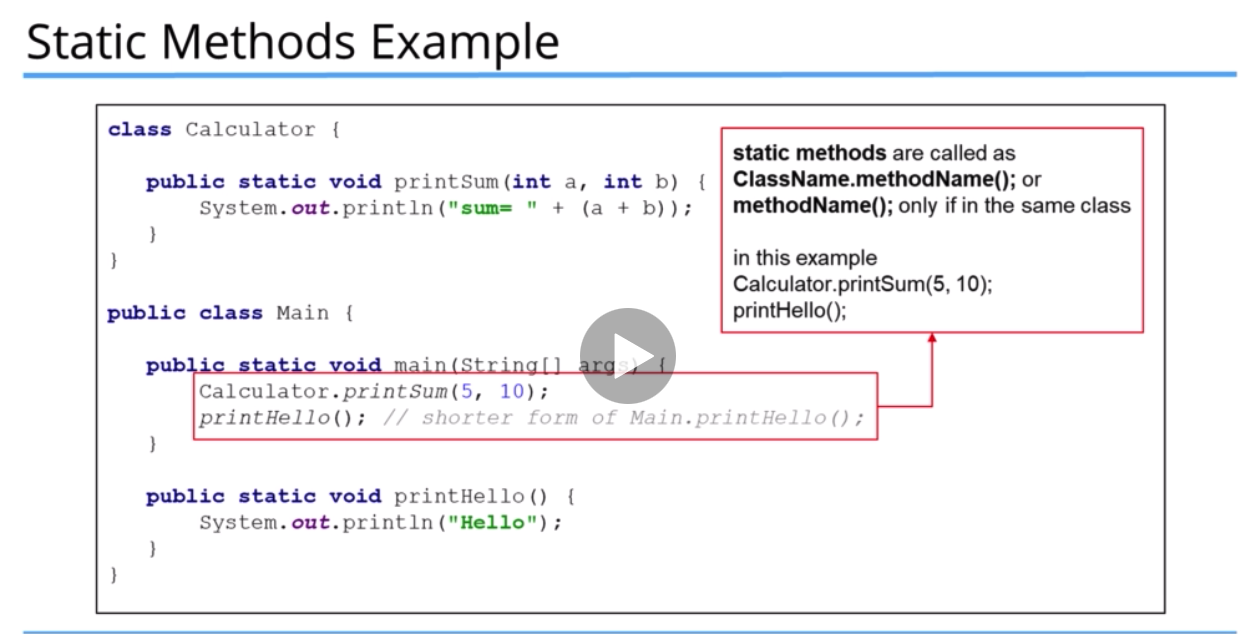 Static Methods Example
class Calculator {
public static void printSum(int a, int b) {
System.out.println("sum= " + (a + b));
}
}
public class Main {
public static void main(String[] args) {
Calculator.printSum(5, 10);
printHello(); // shorter form of Main.printHello();
}
public static void printHello() {
System.out.println("Hello");
}
}
static methods are called as
ClassName.methodName(); or
methodName(); only if in the same class
in this example
Calculator.printSum(5, 10);
printHello();